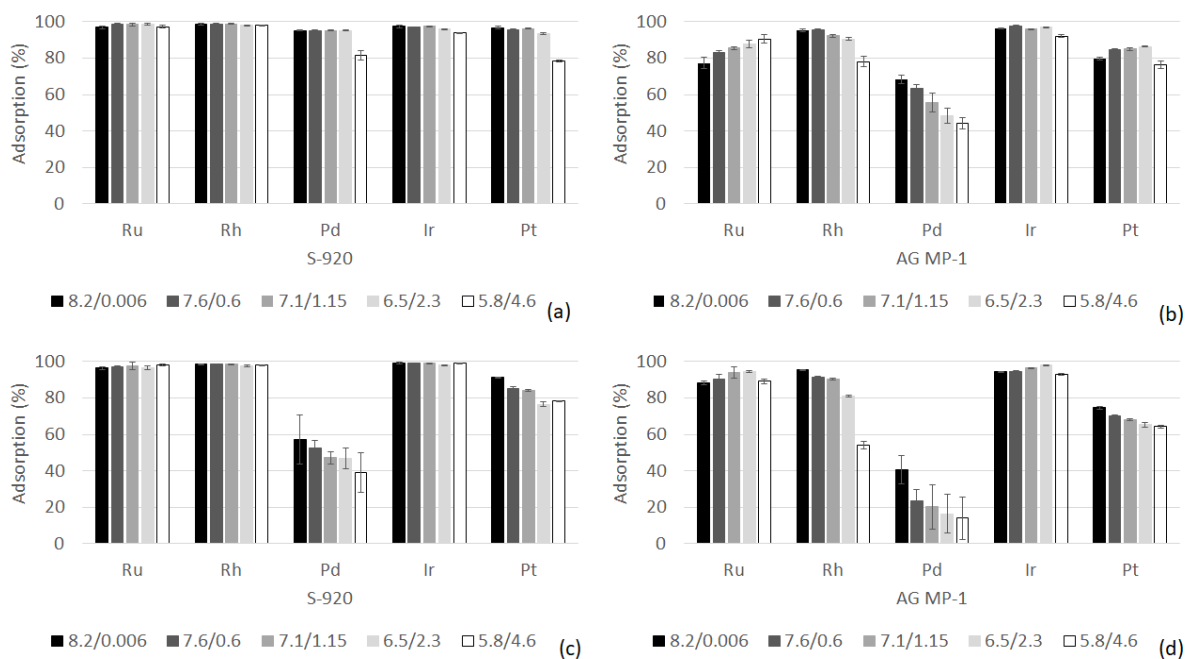 100
80
60
40
20
0
Adsorption (%)
Ru Rh Pd Ir Pt
S-920
8.2/0.006 7.6/0.6 7.1/1.15 6.5/2.3 5.8/4.6
(a)
100
80
60
40
20
0
Adsorption (%)
Ru Rh Pd Ir Pt
AG MP-1
8.2/0.006 7.6/0.6 7.1/1.15 6.5/2.3 5.8/4.6
(b)
100
80
60
40
20
0
Adsorption (%)
Ru Rh Pd Ir Pt
S-920
8.2/0.006 7.6/0.6 7.1/1.15 6.5/2.3 5.8/4.6
(c)
100
80
60
40
20
0
Adsorption (%)
Ru Rh Pd Ir Pt
AG MP-1
8.2/0.006 7.6/0.6 7.1/1.15 6.5/2.3 5.8/4.6
(d)